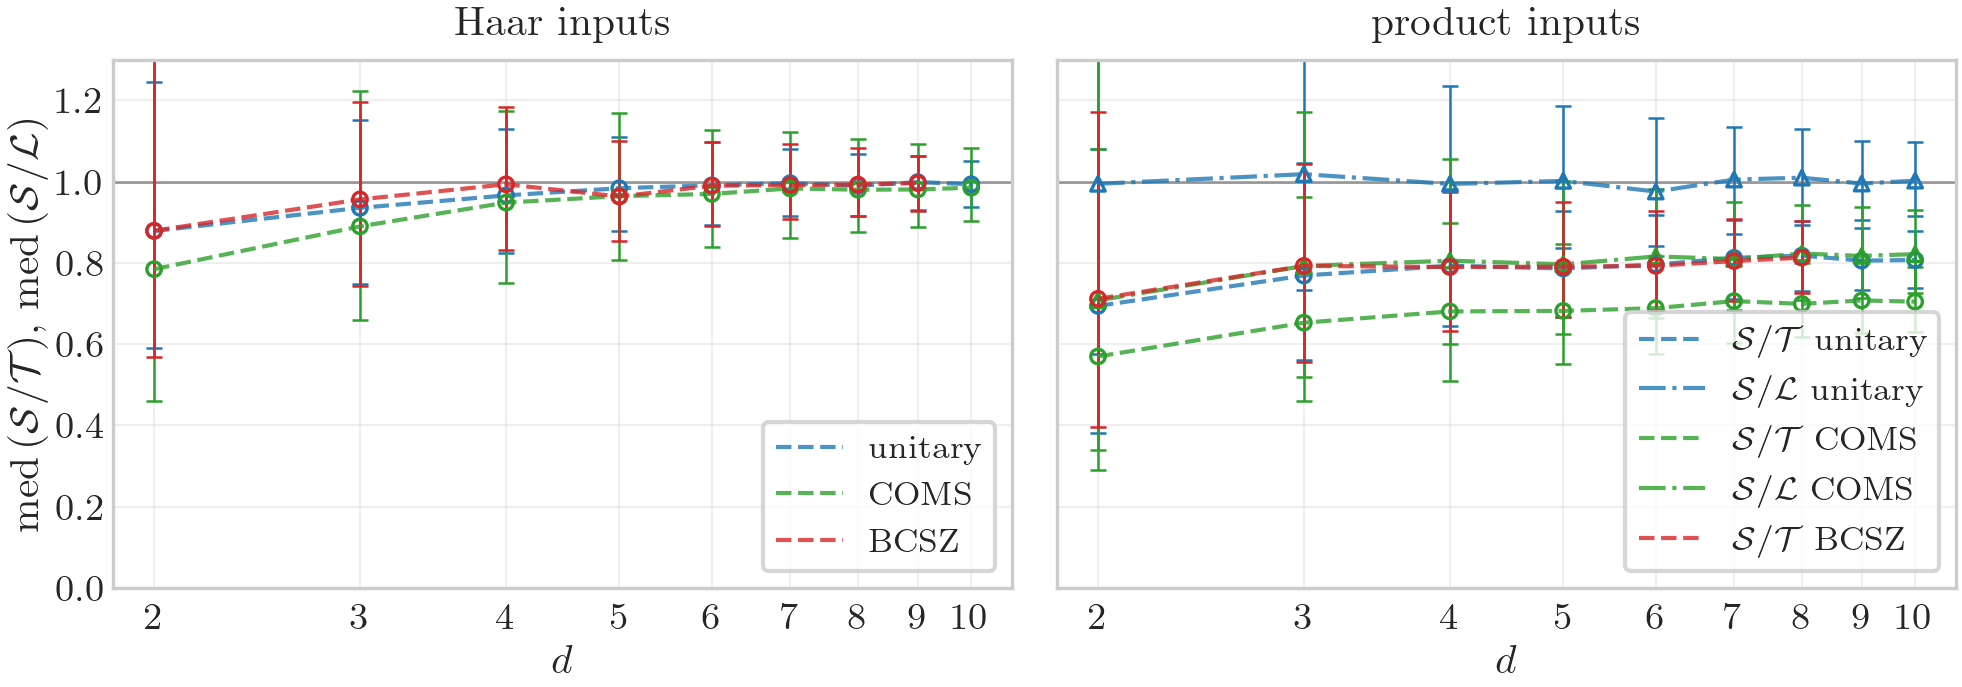 Haar inputs
product inputs
med (𝒮/𝒯), med (𝒮/ℒ)
1.2
1.0
0.8
0.6
0.4
0.2
0.0
unitary
COMS
BCSZ
2 3 4 5 6 7 8 9 10
d
𝒮/𝒯 unitary
𝒮/ℒ unitary
𝒮/𝒯 COMS
𝒮/ℒ COMS
𝒮/𝒯 BCSZ
2 3 4 5 6 7 8 9 10
d